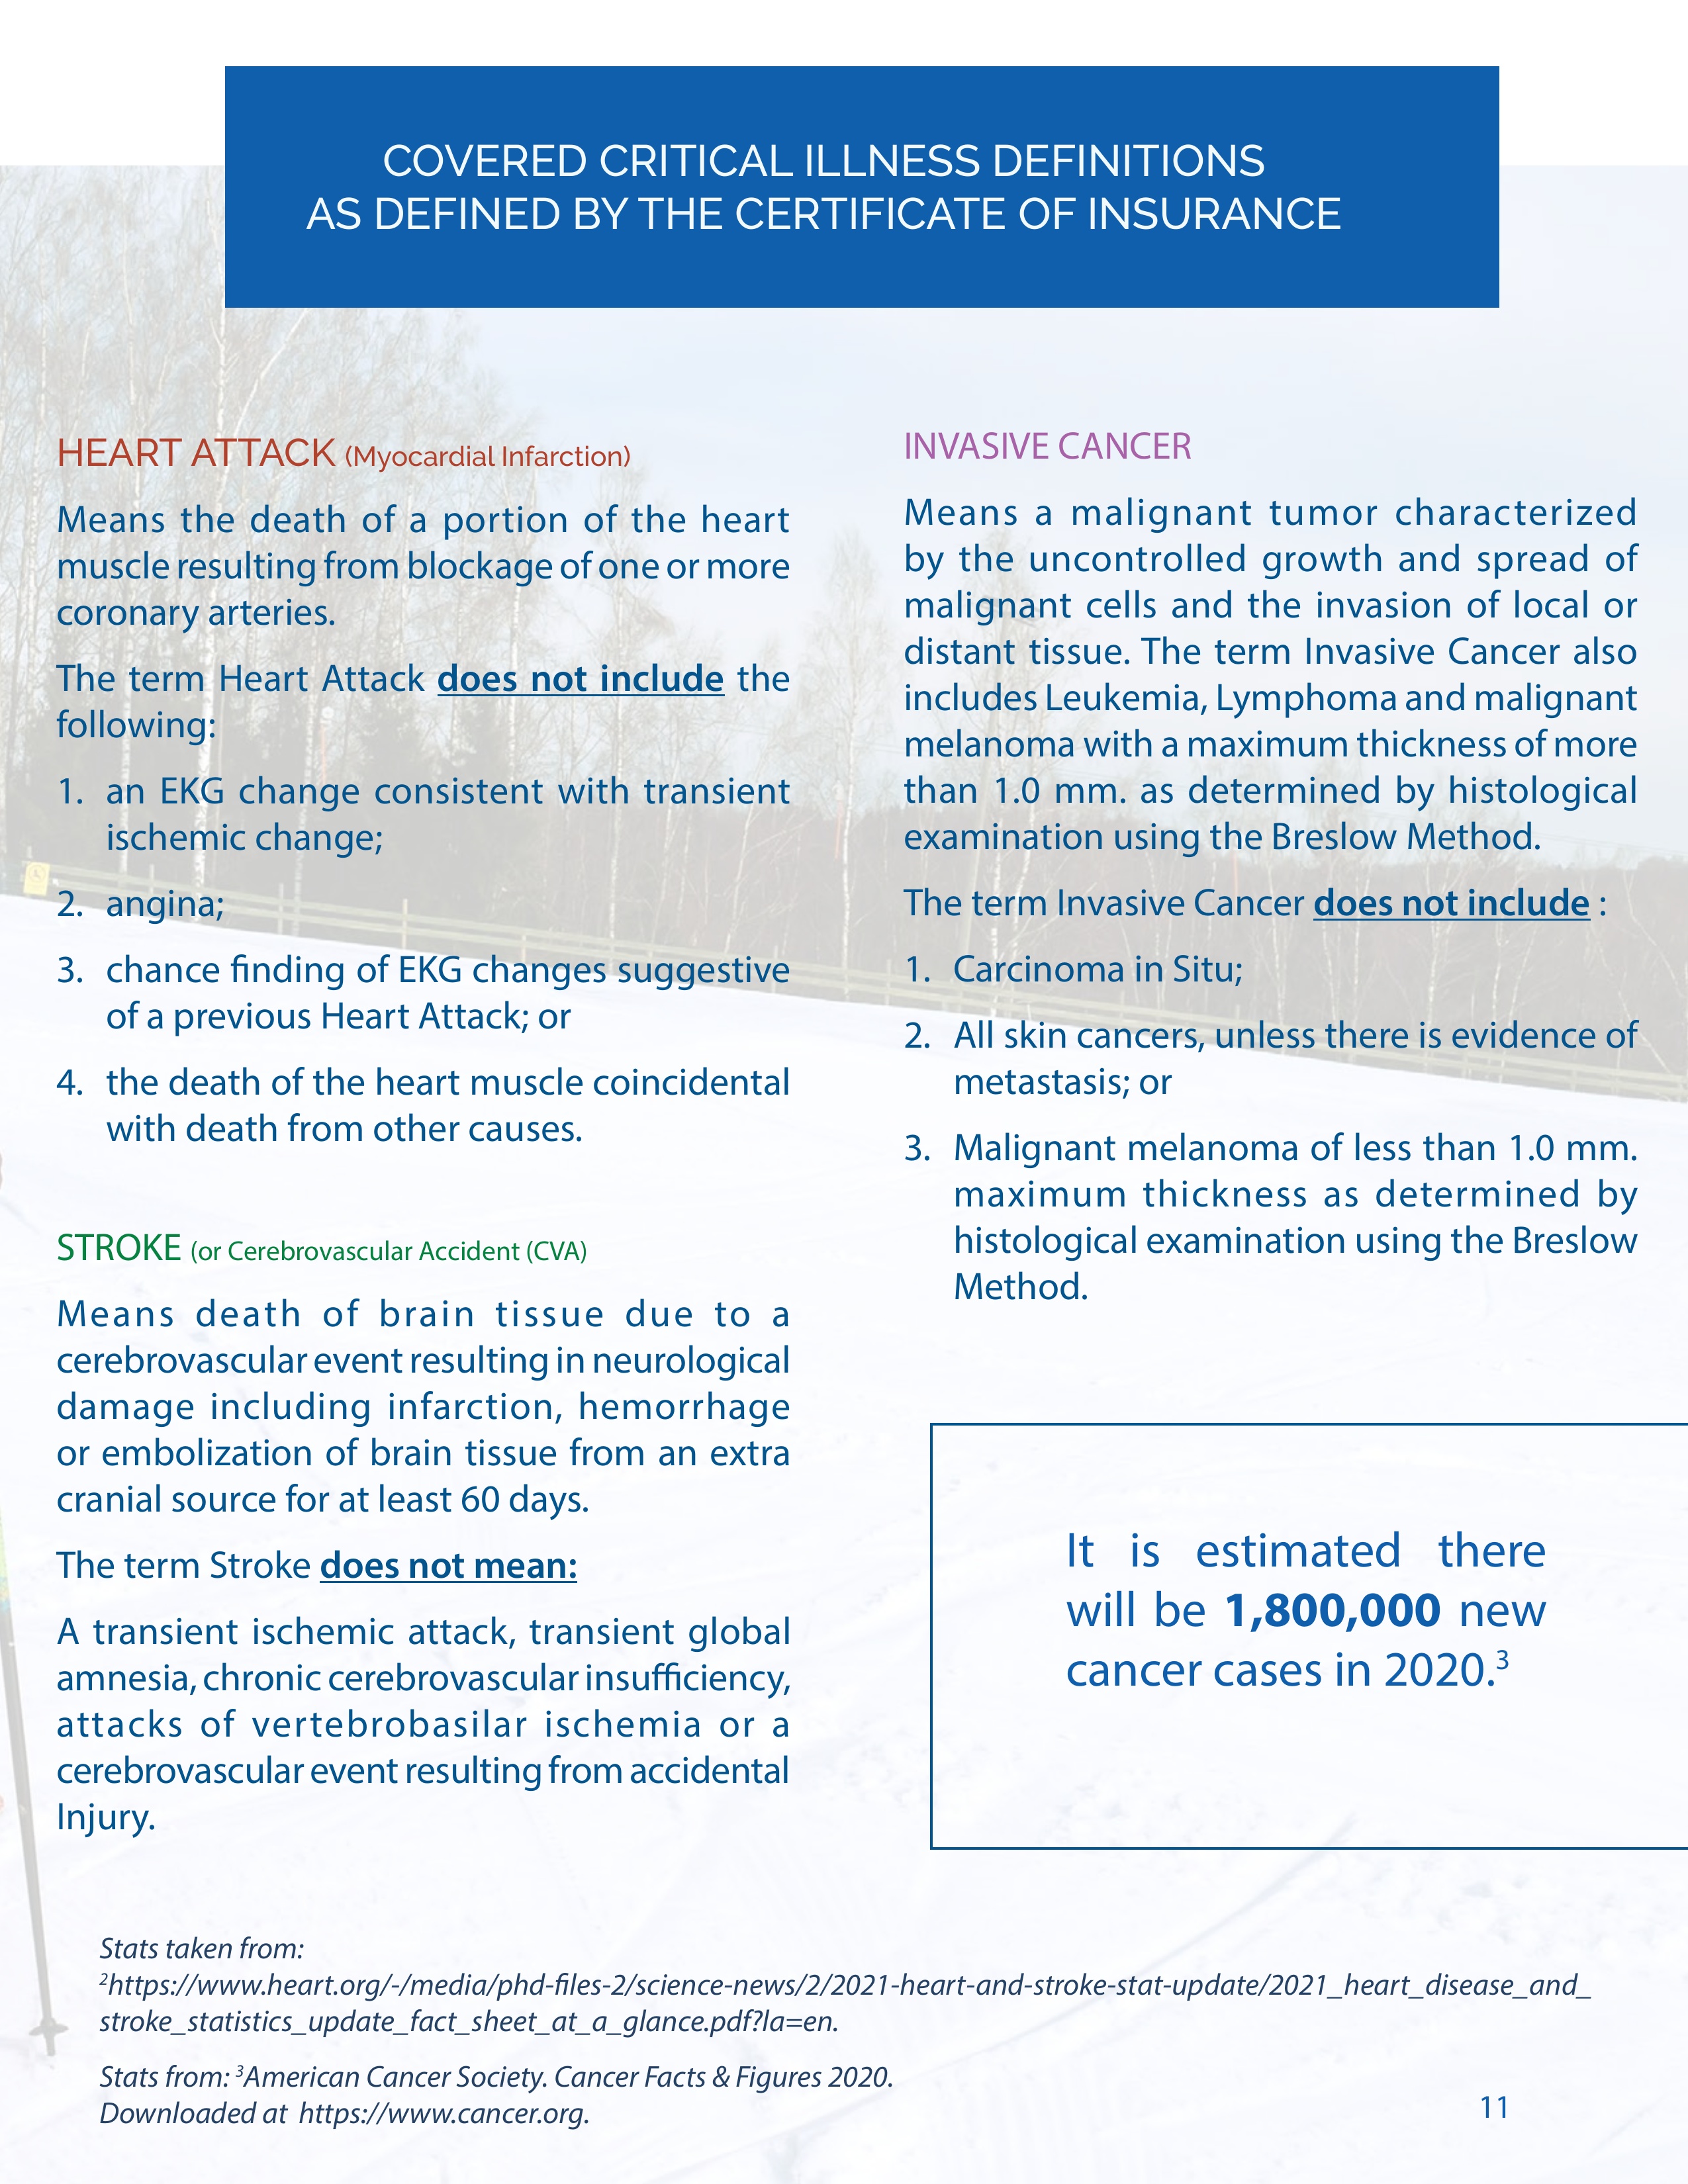 COVERED CRITICAL ILLNESS DEFINITIONS
AS DEFINED BY THE CERTIFICATE OF INSURANCE
HEART ATTACK (Myocardial Infarction)
Means the death of a portion of the heart
muscle resulting from blockage of one or more
coronary arteries.
The term Heart Attack does not include the
following:
1. an EKG change consistent with transient
ischemic change;
2. angina;
3. chance finding of EKG changes suggestive
of a previous Heart Attack; or
4. the death of the heart muscle coincidental
with death from other causes.
STROKE (or Cerebrovascular Accident (CVA)
Means death of brain tissue due to a
cerebrovascular event resulting in neurological
damage including infarction, hemorrhage
or embolization of brain tissue from an extra
cranial source for at least 60 days.
The term Stroke does not mean:
A transient ischemic attack, transient global
amnesia, chronic cerebrovascular insufficiency,
attacks of vertebrobasilar ischemia or a
cerebrovascular event resulting from accidental
Injury.
INVASIVE CANCER
Means a malignant tumor characterized
by the uncontrolled growth and spread of
malignant cells and the invasion of local or
distant tissue. The term Invasive Cancer also
includes Leukemia, Lymphoma and malignant
melanoma with a maximum thickness of more
than 1.0 mm. as determined by histological
examination using the Breslow Method.
The term Invasive Cancer does not include :
1. Carcinoma in Situ;
2. All skin cancers, unless there is evidence of
metastasis; or
3. Malignant melanoma of less than 1.0 mm.
maximum thickness as determined by
histological examination using the Breslow
Method.
It is estimated there
will be 1,800,000 new
cancer cases in 2020.³
Stats taken from:
²https://www.heart.org/-/media/phd-files-2/science-news/2/2021-heart-and-stroke-stat-update/2021_heart_disease_and_
stroke_statistics_update_fact_sheet_at_a_glance.pdf?la=en.
Stats from: ³American Cancer Society. Cancer Facts & Figures 2020.
Downloaded at https://www.cancer.org.
11